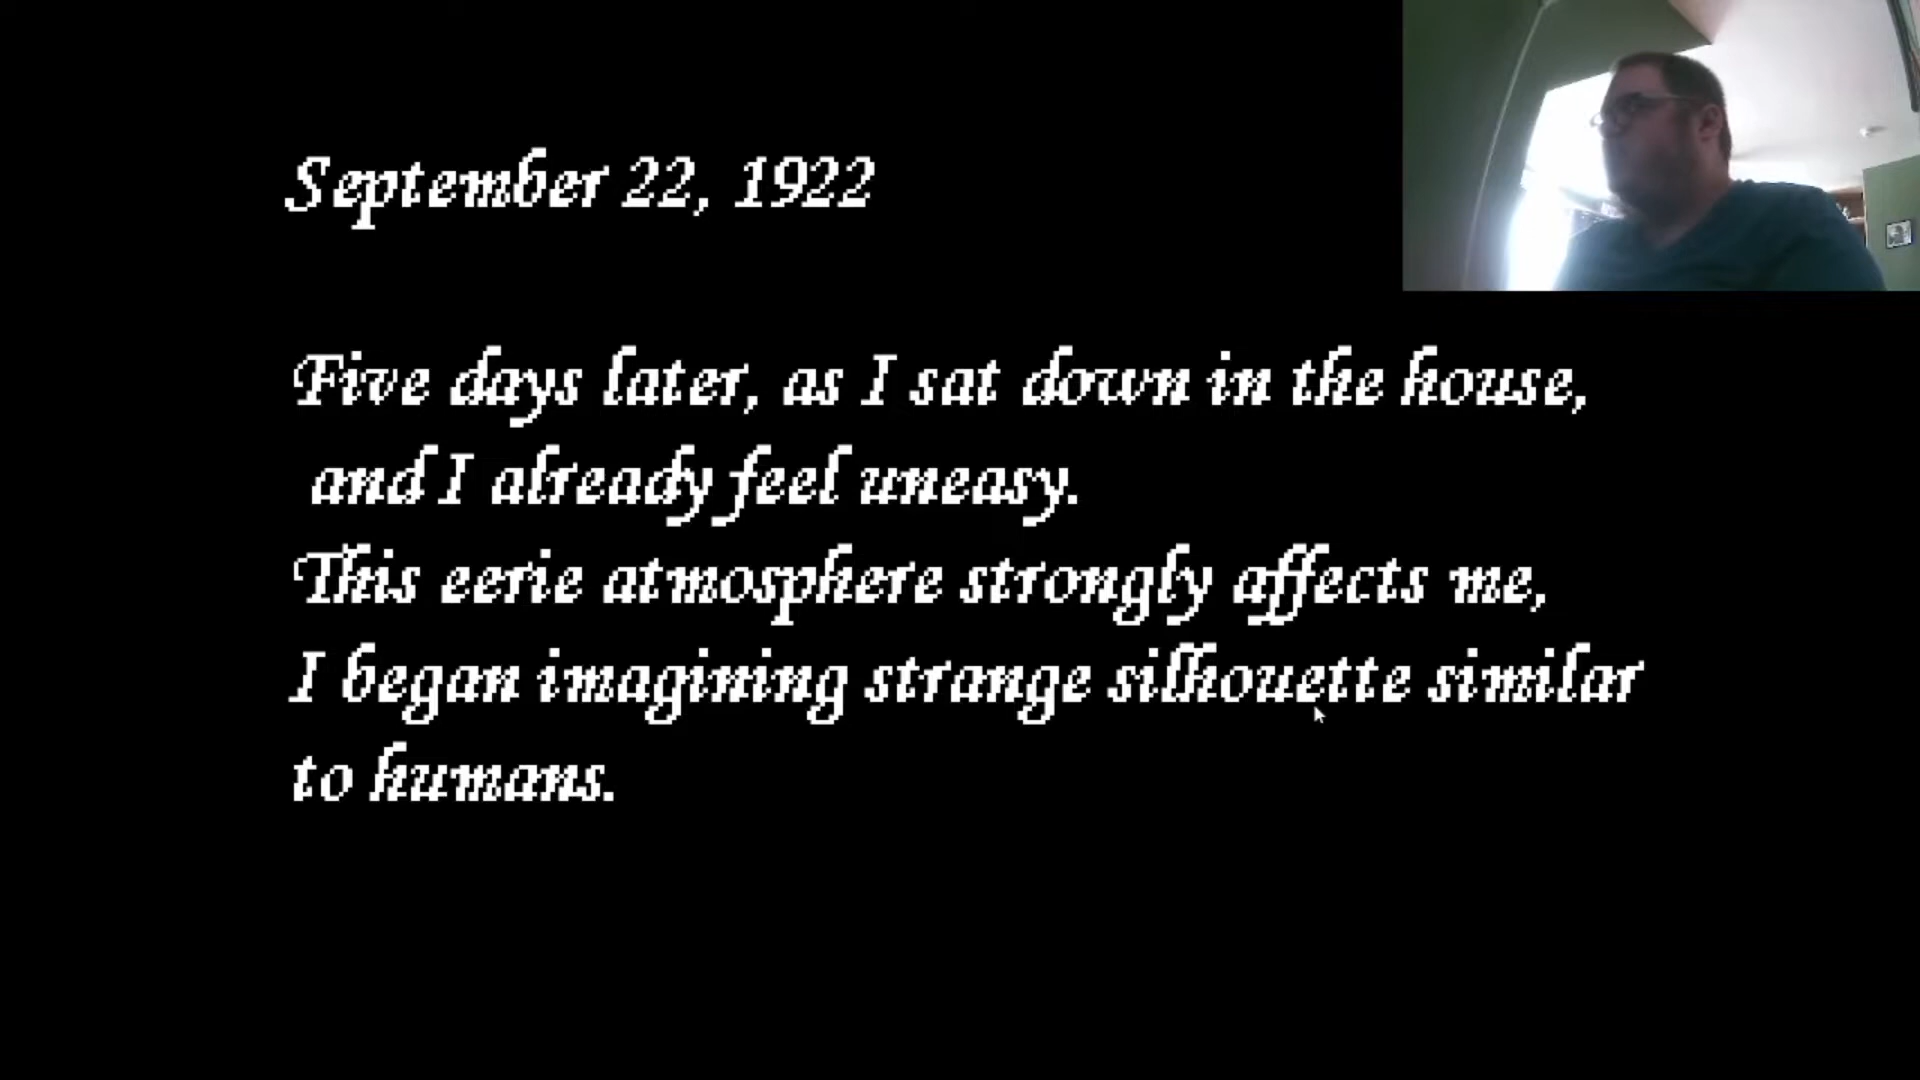 September 22, 1922
Five days later, as I sat down in the house,
and I already feel uneasy.
This eerie atmosphere strongly affects me,
I began imagining strange silhouette similar
to humans.